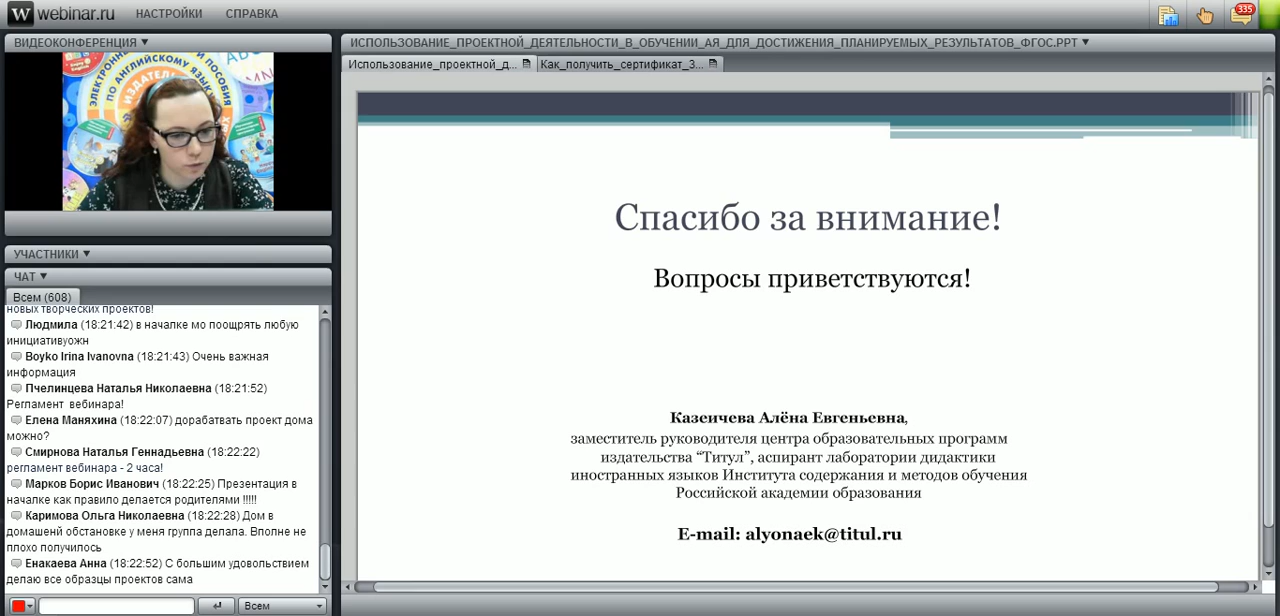 W webinar.ru НАСТРОЙКИ СПРАВКА
335
ВИДЕОКОНФЕРЕНЦИЯ
ЭЛЕКТРОННЫЕ ПОСОБИЯ
ПО АНГЛИЙСКОМУ ЯЗЫКУ
УЧАСТНИКИ
ЧАТ
Всем (608)
новых творческих проектов!
Людмила (18:21:42) в началке мо поощрять любую
инициативуожн
Boyko Irina Ivanovna (18:21:43) Очень важная
информация
Пчелинцева Наталья Николаевна (18:21:52)
Регламент вебинара!
Елена Маняхина (18:22:07) дорабатвать проект дома
можно?
Смирнова Наталья Геннадьевна (18:22:22)
регламент вебинара - 2 часа!
Марков Борис Иванович (18:22:25) Презентация в
началке как правило делается родителями !!!!!
Каримова Ольга Николаевна (18:22:28) Дом в
домашенй обстановке у меня группа делала. Вполне не
плохо получилось
Енакаева Анна (18:22:52) С большим удовольствием
делаю все образцы проектов сама
Всем
ИСПОЛЬЗОВАНИЕ_ПРОЕКТНОЙ_ДЕЯТЕЛЬНОСТИ_В_ОБУЧЕНИИ_АЯ_ДЛЯ_ДОСТИЖЕНИЯ_ПЛАНИРУЕМЫХ_РЕЗУЛЬТАТОВ_ФГОС.PPT
Использование_проектной_д... Как_получить_сертификат_3...
Спасибо за внимание!
Вопросы приветствуются!
Казеичева Алёна Евгеньевна,
заместитель руководителя центра образовательных программ
издательства “Титул”, аспирант лаборатории дидактики
иностранных языков Института содержания и методов обучения
Российской академии образования
E-mail: alyonaek@titul.ru